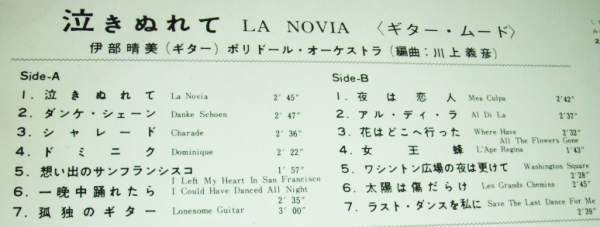 泣きぬれて LA NOVIA 〈ギター・ムード〉
伊部晴美(ギター) ポリドール・オーケストラ(編曲:川上義彦)
Side-A
1. 泣きぬれて La Novia 2′45″
2. ダンケ・シェーン Danke Schoen 2′47″
3. シャレード Charade 2′36″
4. ドミニク Dominique 2′22″
5. 想い出のサンフランシスコ 1′57″
I Left My Heart In San Francisco
6. 一晩中踊れたら I Could Have Danced All Night
2′35″
7. 孤独のギター Lonesome Guitar 3′00″
Side-B
1. 夜は恋人 Mea Culpa 2′42″
2. アル・ディ・ラ Al Di La 2′37″
3. 花はどこへ行った Where Have 2′32″
All The Flowers Gone
4. 女王蜂 L'Ape Regina 1′43″
5. ワシントン広場の夜は更けて Washington Square
2′28″
6. 太陽は傷だらけ Les Grands Chemins 2′45″
7. ラスト・ダンスを私に Save The Last Dance For Me
2′39″